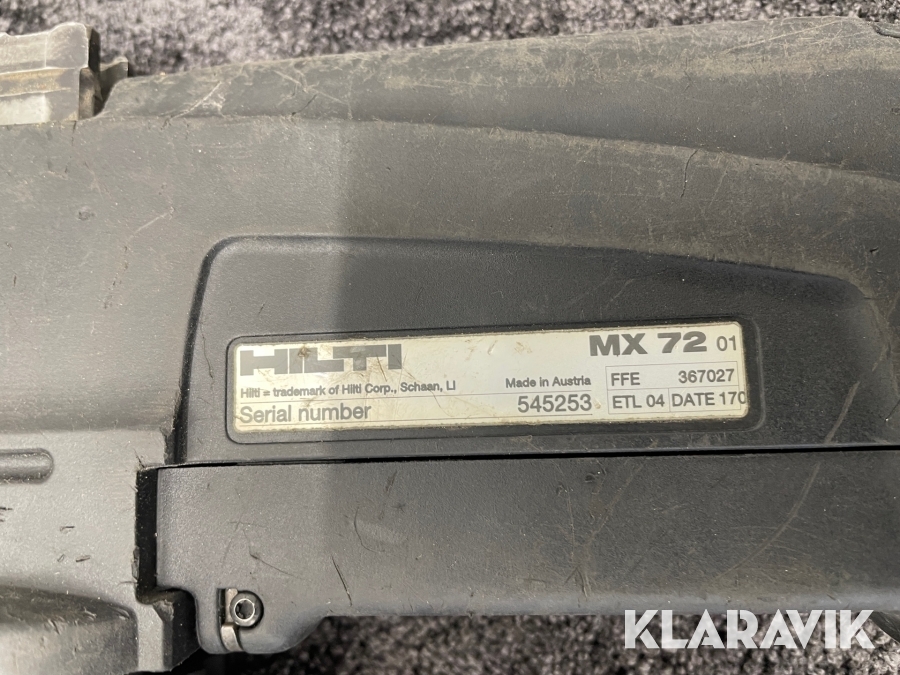 HILTI
MX 72 01
Hilti = trademark of Hilti Corp., Schaan, LI
Made in Austria
FFE 367027
Serial number 545253
ETL 04 DATE 170
KLARAVIK